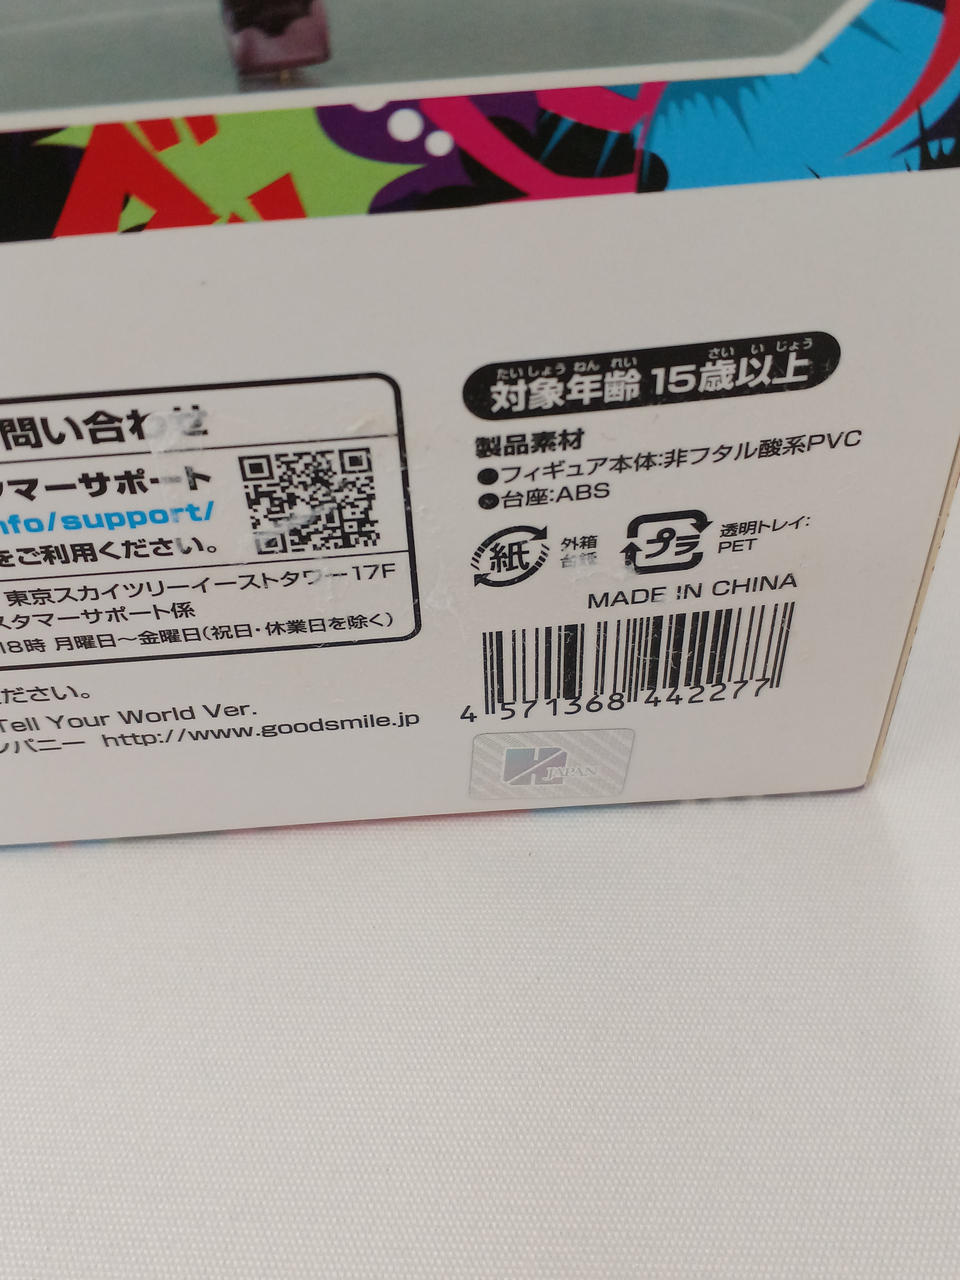 問い合わせ
マーサポート
nfo/support/
をご利用ください。
東京スカイツリーイーストタワー17F
スタマーサポート係
18時 月曜日～金曜日(祝日・休業日を除く)
ください。
Tell Your World Ver.
ンパニー http://www.goodsmile.jp
たいしょうねんれい さいいじょう
対象年齢 15歳以上
製品素材
●フィギュア本体:非フタル酸系PVC
●台座:ABS
紙
外箱
台紙
プラ
透明トレイ:
PET
MADE IN CHINA
4 571368 442277
JAPAN